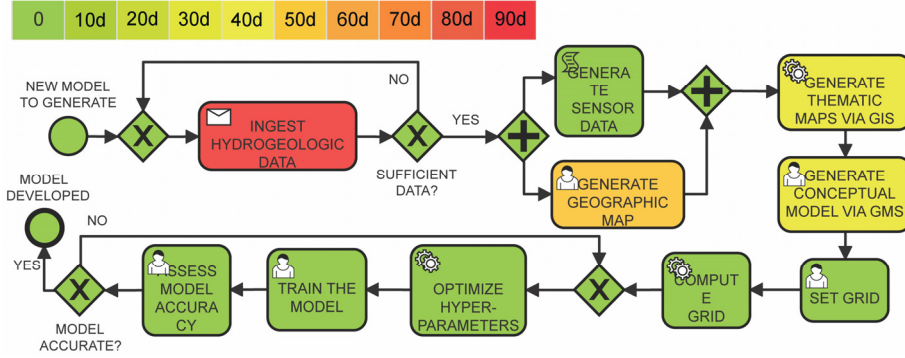 0 10d 20d 30d 40d 50d 60d 70d 80d 90d
NEW MODEL
TO GENERATE
NO
INGEST
HYDROGEOLOGIC
DATA
X
X
YES
SUFFICIENT
DATA?
GENERA
TE
SENSOR
DATA
GENERATE
GEOGRAPHIC
MAP
GENERATE
THEMATIC
MAPS VIA GIS
GENERATE
CONCEPTUAL
MODEL VIA GMS
SET GRID
COMPUT
E
GRID
X
OPTIMIZE
HYPER-
PARAMETERS
TRAIN THE
MODEL
ASSESS
MODEL
ACCURA
CY
X
NO
YES
MODEL
ACCURATE?
MODEL
DEVELOPED